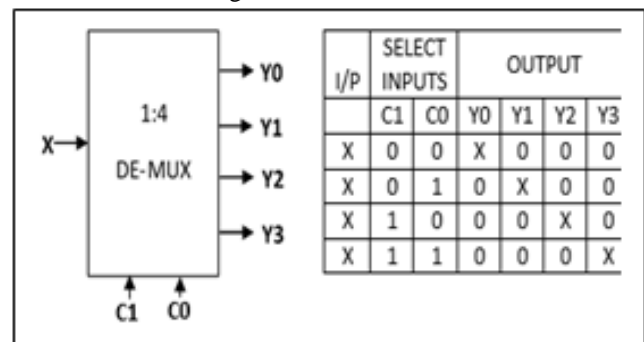 1:4
DE-MUX
X
Y0
Y1
Y2
Y3
C1 C0
I/P SELECT INPUTS OUTPUT
C1 C0 Y0 Y1 Y2 Y3
X 0 0 X 0 0 0
X 0 1 0 X 0 0
X 1 0 0 0 X 0
X 1 1 0 0 0 X